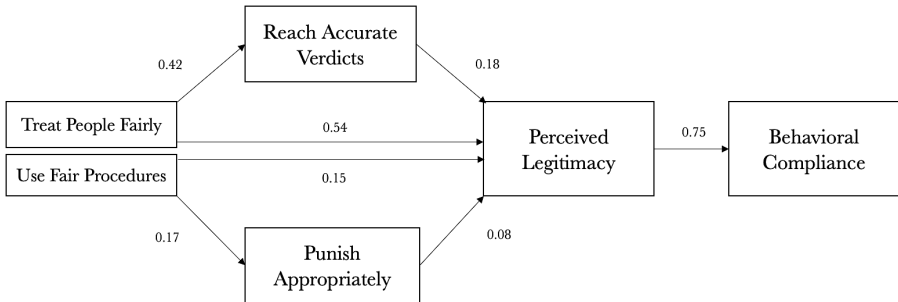 Reach Accurate
Verdicts
0.42
0.18
Treat People Fairly
0.54
Perceived
Legitimacy
0.75
Behavioral
Compliance
Use Fair Procedures
0.15
0.17
0.08
Punish
Appropriately